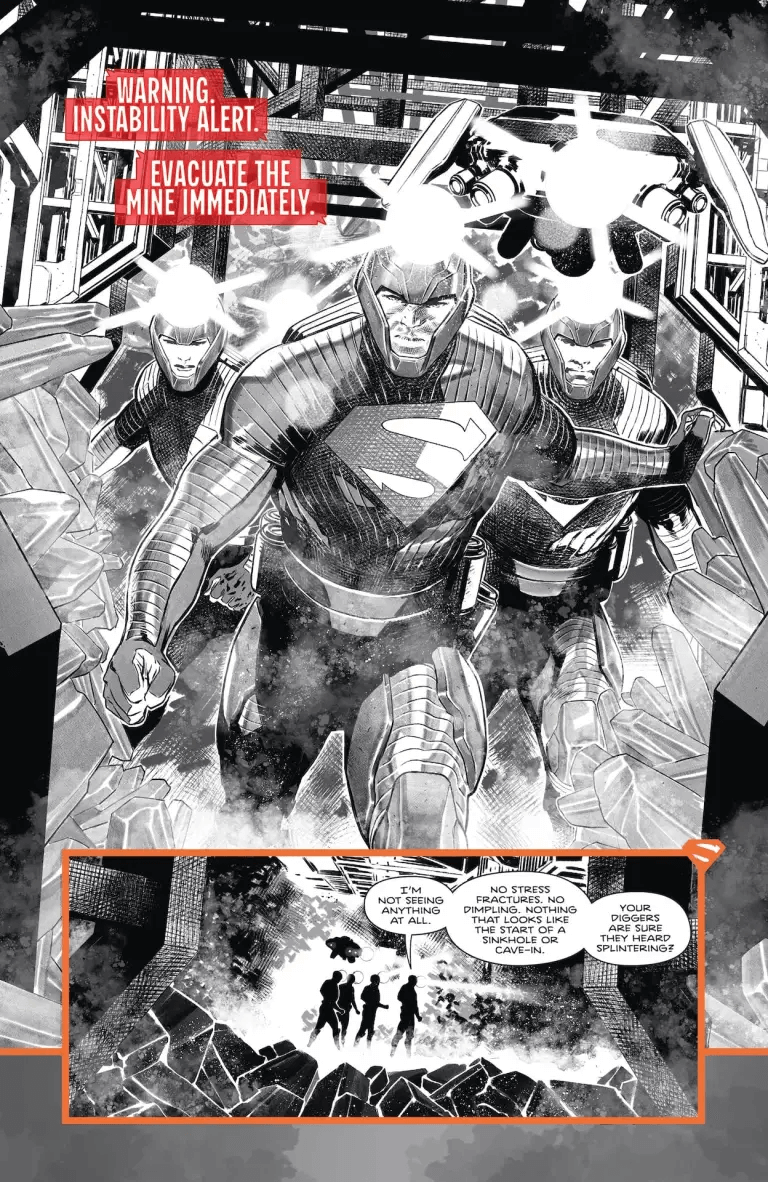 WARNING.
INSTABILITY ALERT.
EVACUATE THE
MINE IMMEDIATELY.
S
I'M
NOT SEEING
ANYTHING
AT ALL.
NO STRESS
FRACTURES. NO
DIMPLING. NOTHING
THAT LOOKS LIKE
THE START OF A
SINKHOLE OR
CAVE-IN.
YOUR
DIGGERS
ARE SURE
THEY HEARD
SPLINTERING?